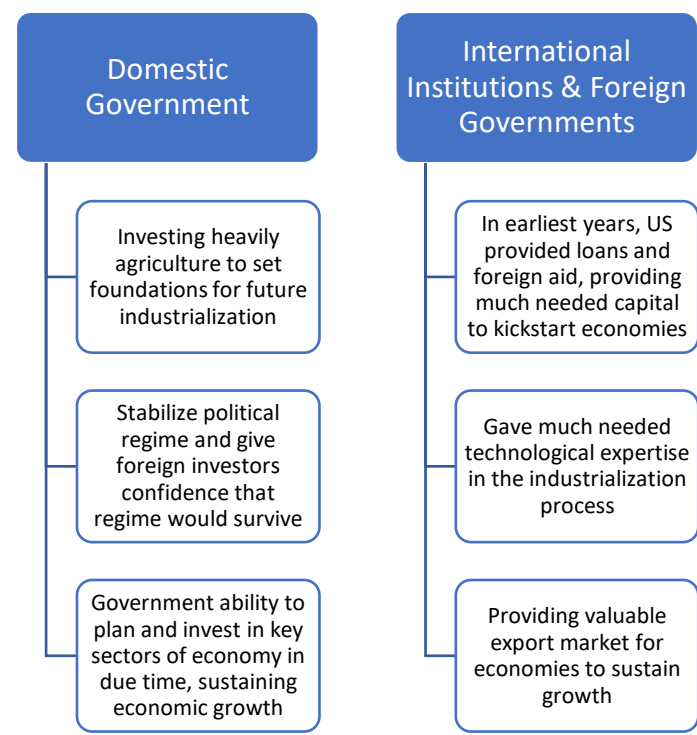 Domestic
Government
Investing heavily
agriculture to set
foundations for future
industrialization
Stabilize political
regime and give
foreign investors
confidence that
regime would survive
Government ability to
plan and invest in key
sectors of economy in
due time, sustaining
economic growth
International
Institutions & Foreign
Governments
In earliest years, US
provided loans and
foreign aid, providing
much needed capital
to kickstart economies
Gave much needed
technological expertise
in the industrialization
process
Providing valuable
export market for
economies to sustain
growth